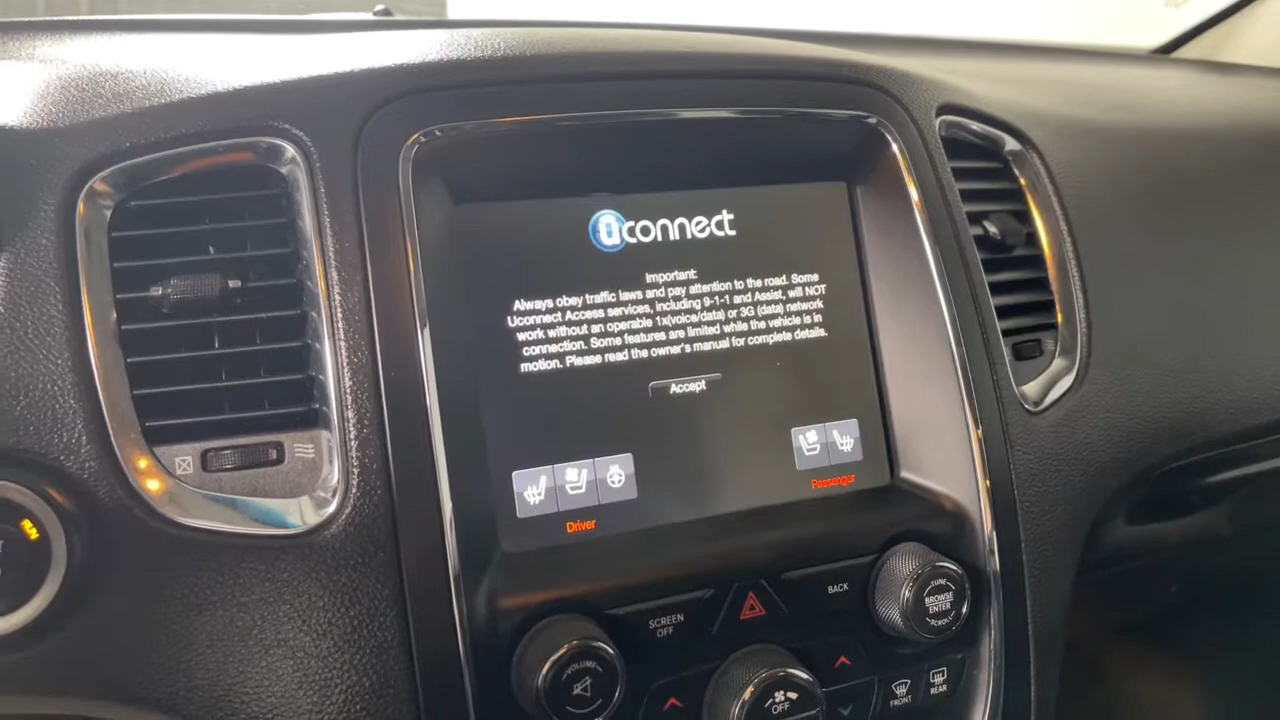 uconnect
Important:
Always obey traffic laws and pay attention to the road. Some
Uconnect Access services, including 9-1-1 and Assist, will NOT
work without an operable 1x(voice/data) or 3G (data) network
connection. Some features are limited while the vehicle is in
motion. Please read the owner's manual for complete details.
Accept
Driver
Passenger
RUN
SCREEN
OFF
BACK
TUNE
BROWSE
ENTER
SCROLL
VOLUME
OFF
FRONT
REAR